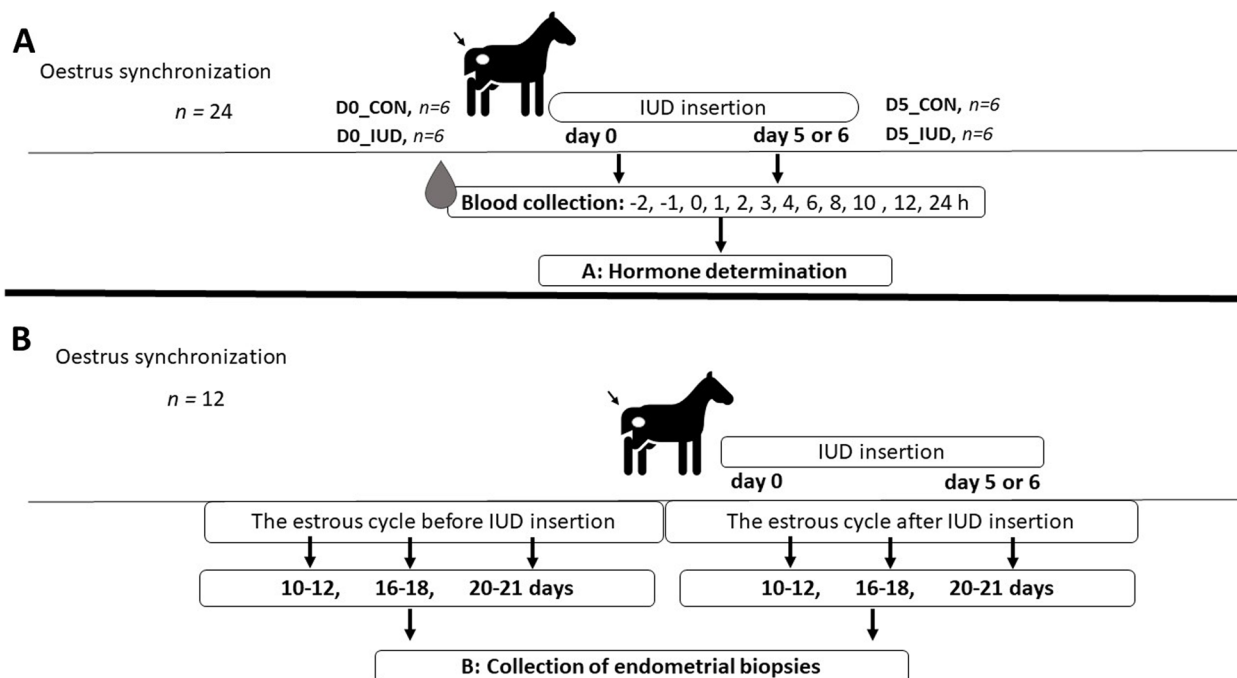 A
Oestrus synchronization
n = 24
D0_CON, n=6
D0_IUD, n=6
IUD insertion
day 0
day 5 or 6
D5_CON, n=6
D5_IUD, n=6
Blood collection: -2, -1, 0, 1, 2, 3, 4, 6, 8, 10 , 12, 24 h
A: Hormone determination
B
Oestrus synchronization
n = 12
IUD insertion
day 0
day 5 or 6
The estrous cycle before IUD insertion
The estrous cycle after IUD insertion
10-12, 16-18, 20-21 days
10-12, 16-18, 20-21 days
B: Collection of endometrial biopsies